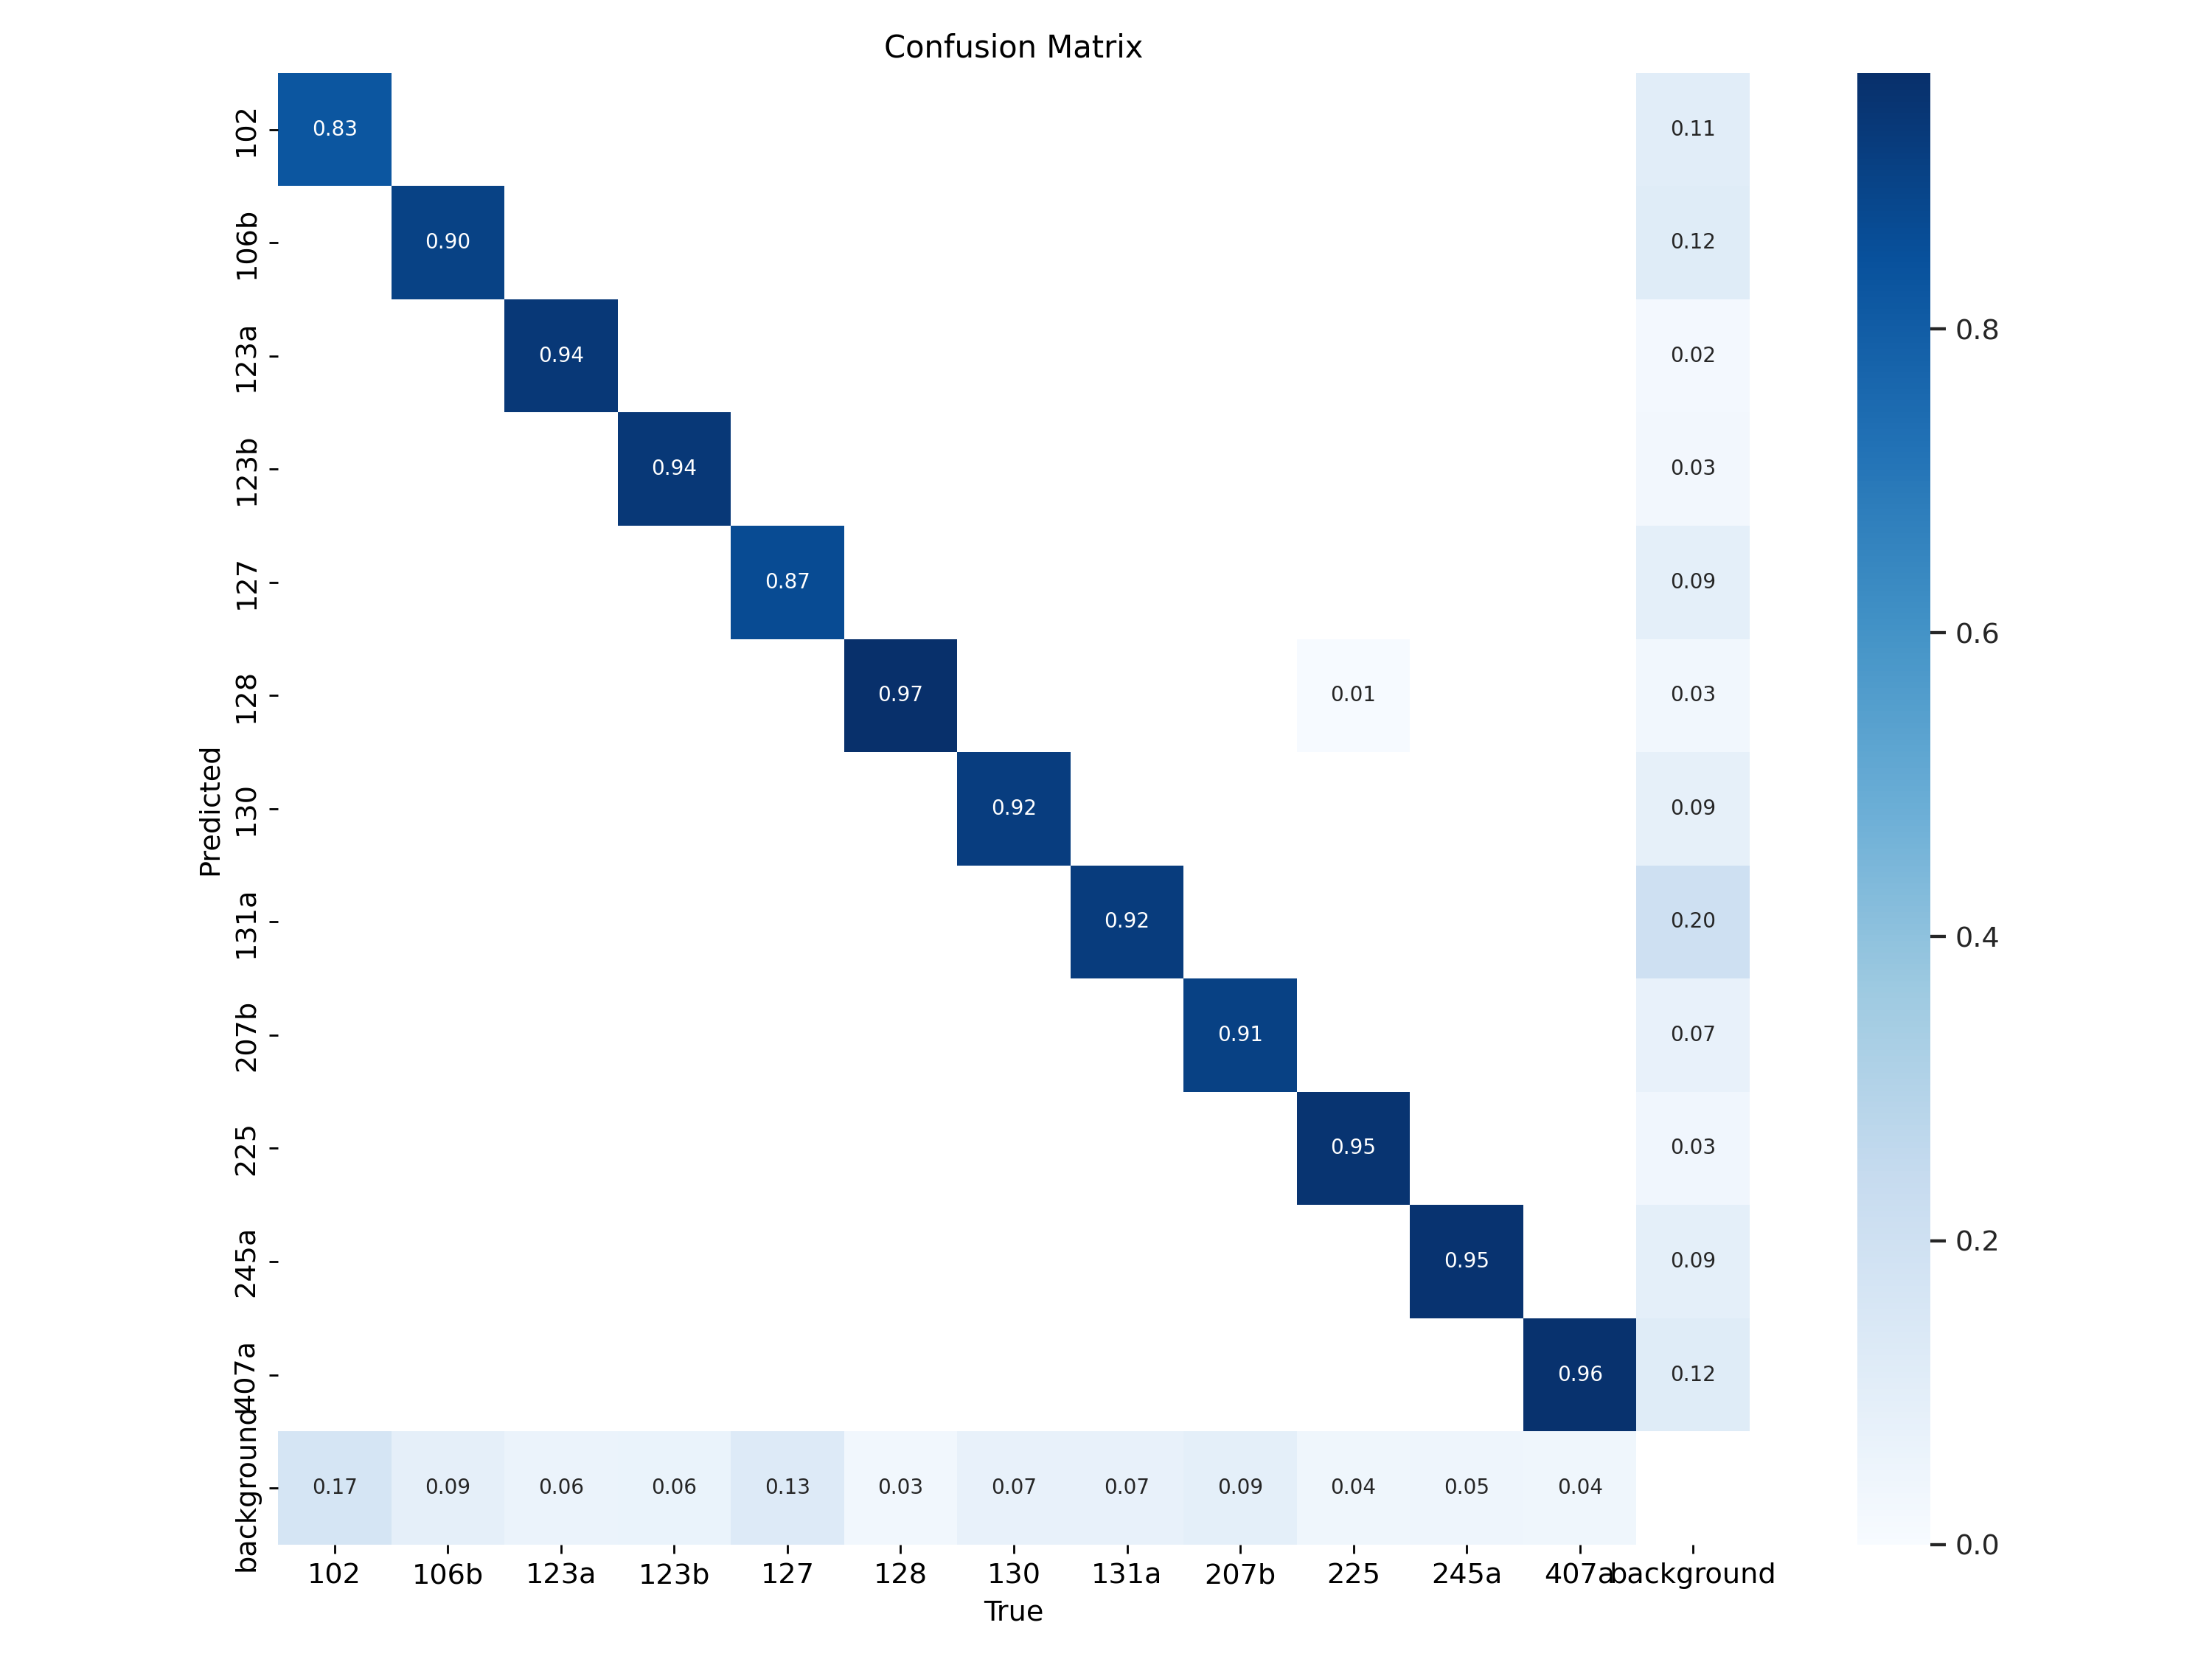 Confusion Matrix
102 0.83 0.11
106b 0.90 0.12
123a 0.94 0.02
0.8
123b 0.94 0.03
127 0.87 0.09
0.6
128 0.97 0.01 0.03
Predicted
130 0.92 0.09
131a 0.92 0.20
0.4
207b 0.91 0.07
225 0.95 0.03
245a 0.95 0.09
0.2
407a 0.96 0.12
background 0.17 0.09 0.06 0.06 0.13 0.03 0.07 0.07 0.09 0.04 0.05 0.04
0.0
102 106b 123a 123b 127 128 130 131a 207b 225 245a 407a background
True